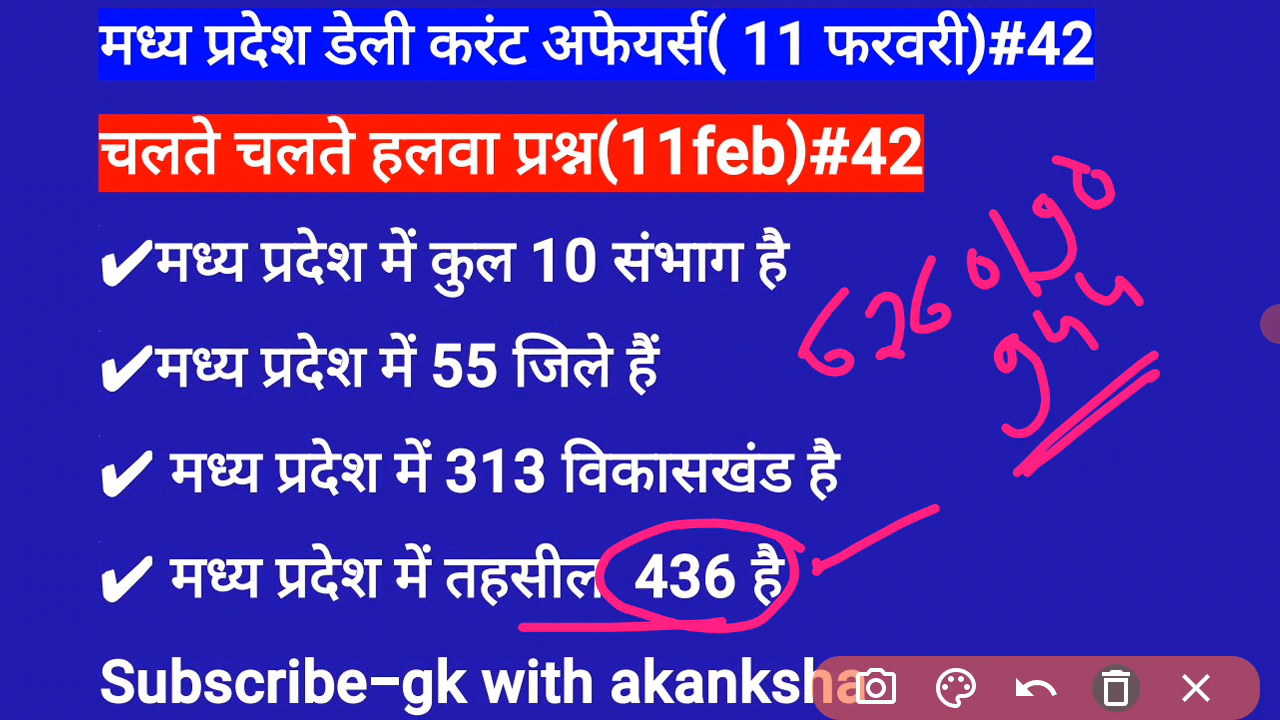 मध्य प्रदेश डेली करंट अफेयर्स( 11 फरवरी)#42
चलते चलते हलवा प्रश्न(11feb)#42
✔मध्य प्रदेश में कुल 10 संभाग है
✔मध्य प्रदेश में 55 जिले हैं
✔ मध्य प्रदेश में 313 विकासखंड है
✔ मध्य प्रदेश में तहसील 436 है
Subscribe–gk with akanksha